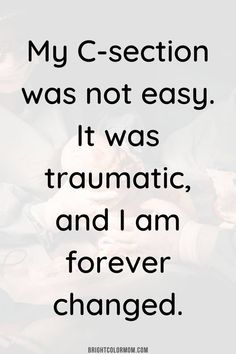 My C-section
was not easy.
It was
traumatic,
and I am
forever
changed.
BRIGHTCOLORMOM.COM